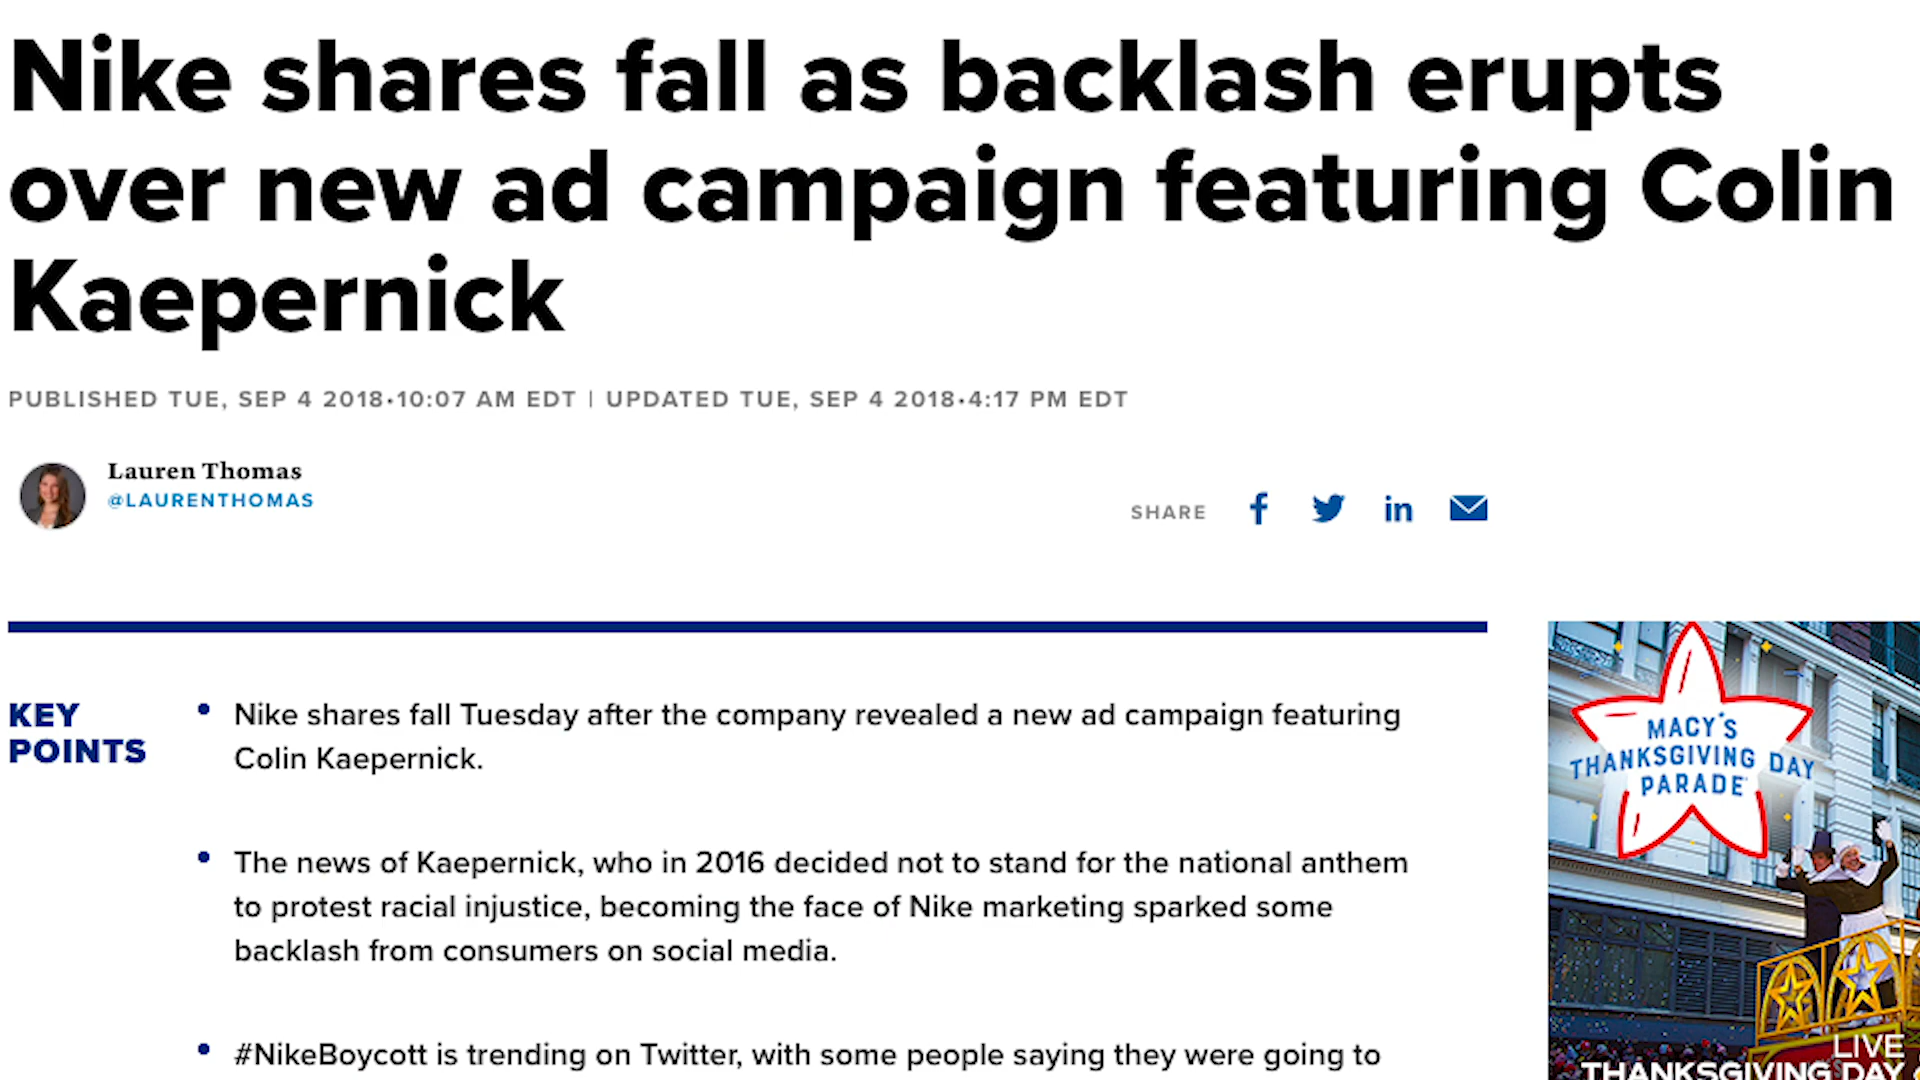 Nike shares fall as backlash erupts
over new ad campaign featuring Colin
Kaepernick
PUBLISHED TUE, SEP 4 2018•10:07 AM EDT | UPDATED TUE, SEP 4 2018•4:17 PM EDT
Lauren Thomas
@LAURENTHOMAS
SHARE
KEY
POINTS
• Nike shares fall Tuesday after the company revealed a new ad campaign featuring
Colin Kaepernick.
• The news of Kaepernick, who in 2016 decided not to stand for the national anthem
to protest racial injustice, becoming the face of Nike marketing sparked some
backlash from consumers on social media.
• #NikeBoycott is trending on Twitter, with some people saying they were going to
MACY'S
THANKSGIVING DAY
PARADE
LIVE
THANKSGIVING DAY